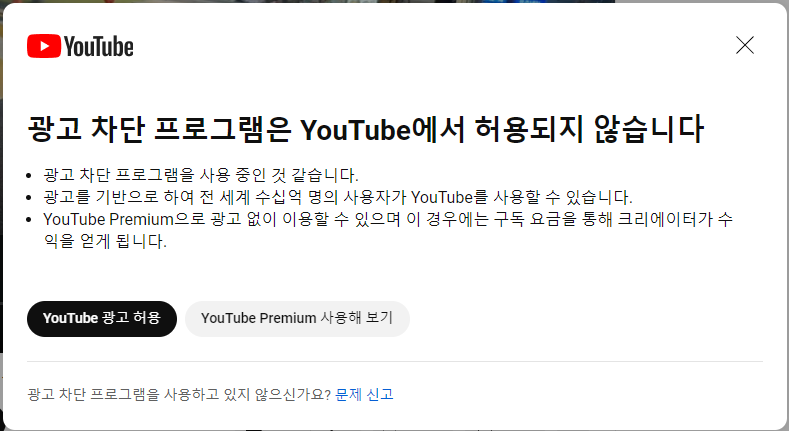 YouTube
광고 차단 프로그램은 YouTube에서 허용되지 않습니다
광고 차단 프로그램을 사용 중인 것 같습니다.
광고를 기반으로 하여 전 세계 수십억 명의 사용자가 YouTube를 사용할 수 있습니다.
YouTube Premium으로 광고 없이 이용할 수 있으며 이 경우에는 구독 요금을 통해 크리에이터가 수
익을 얻게 됩니다.
YouTube 광고 허용
YouTube Premium 사용해 보기
광고 차단 프로그램을 사용하고 있지 않으신가요? 문제 신고